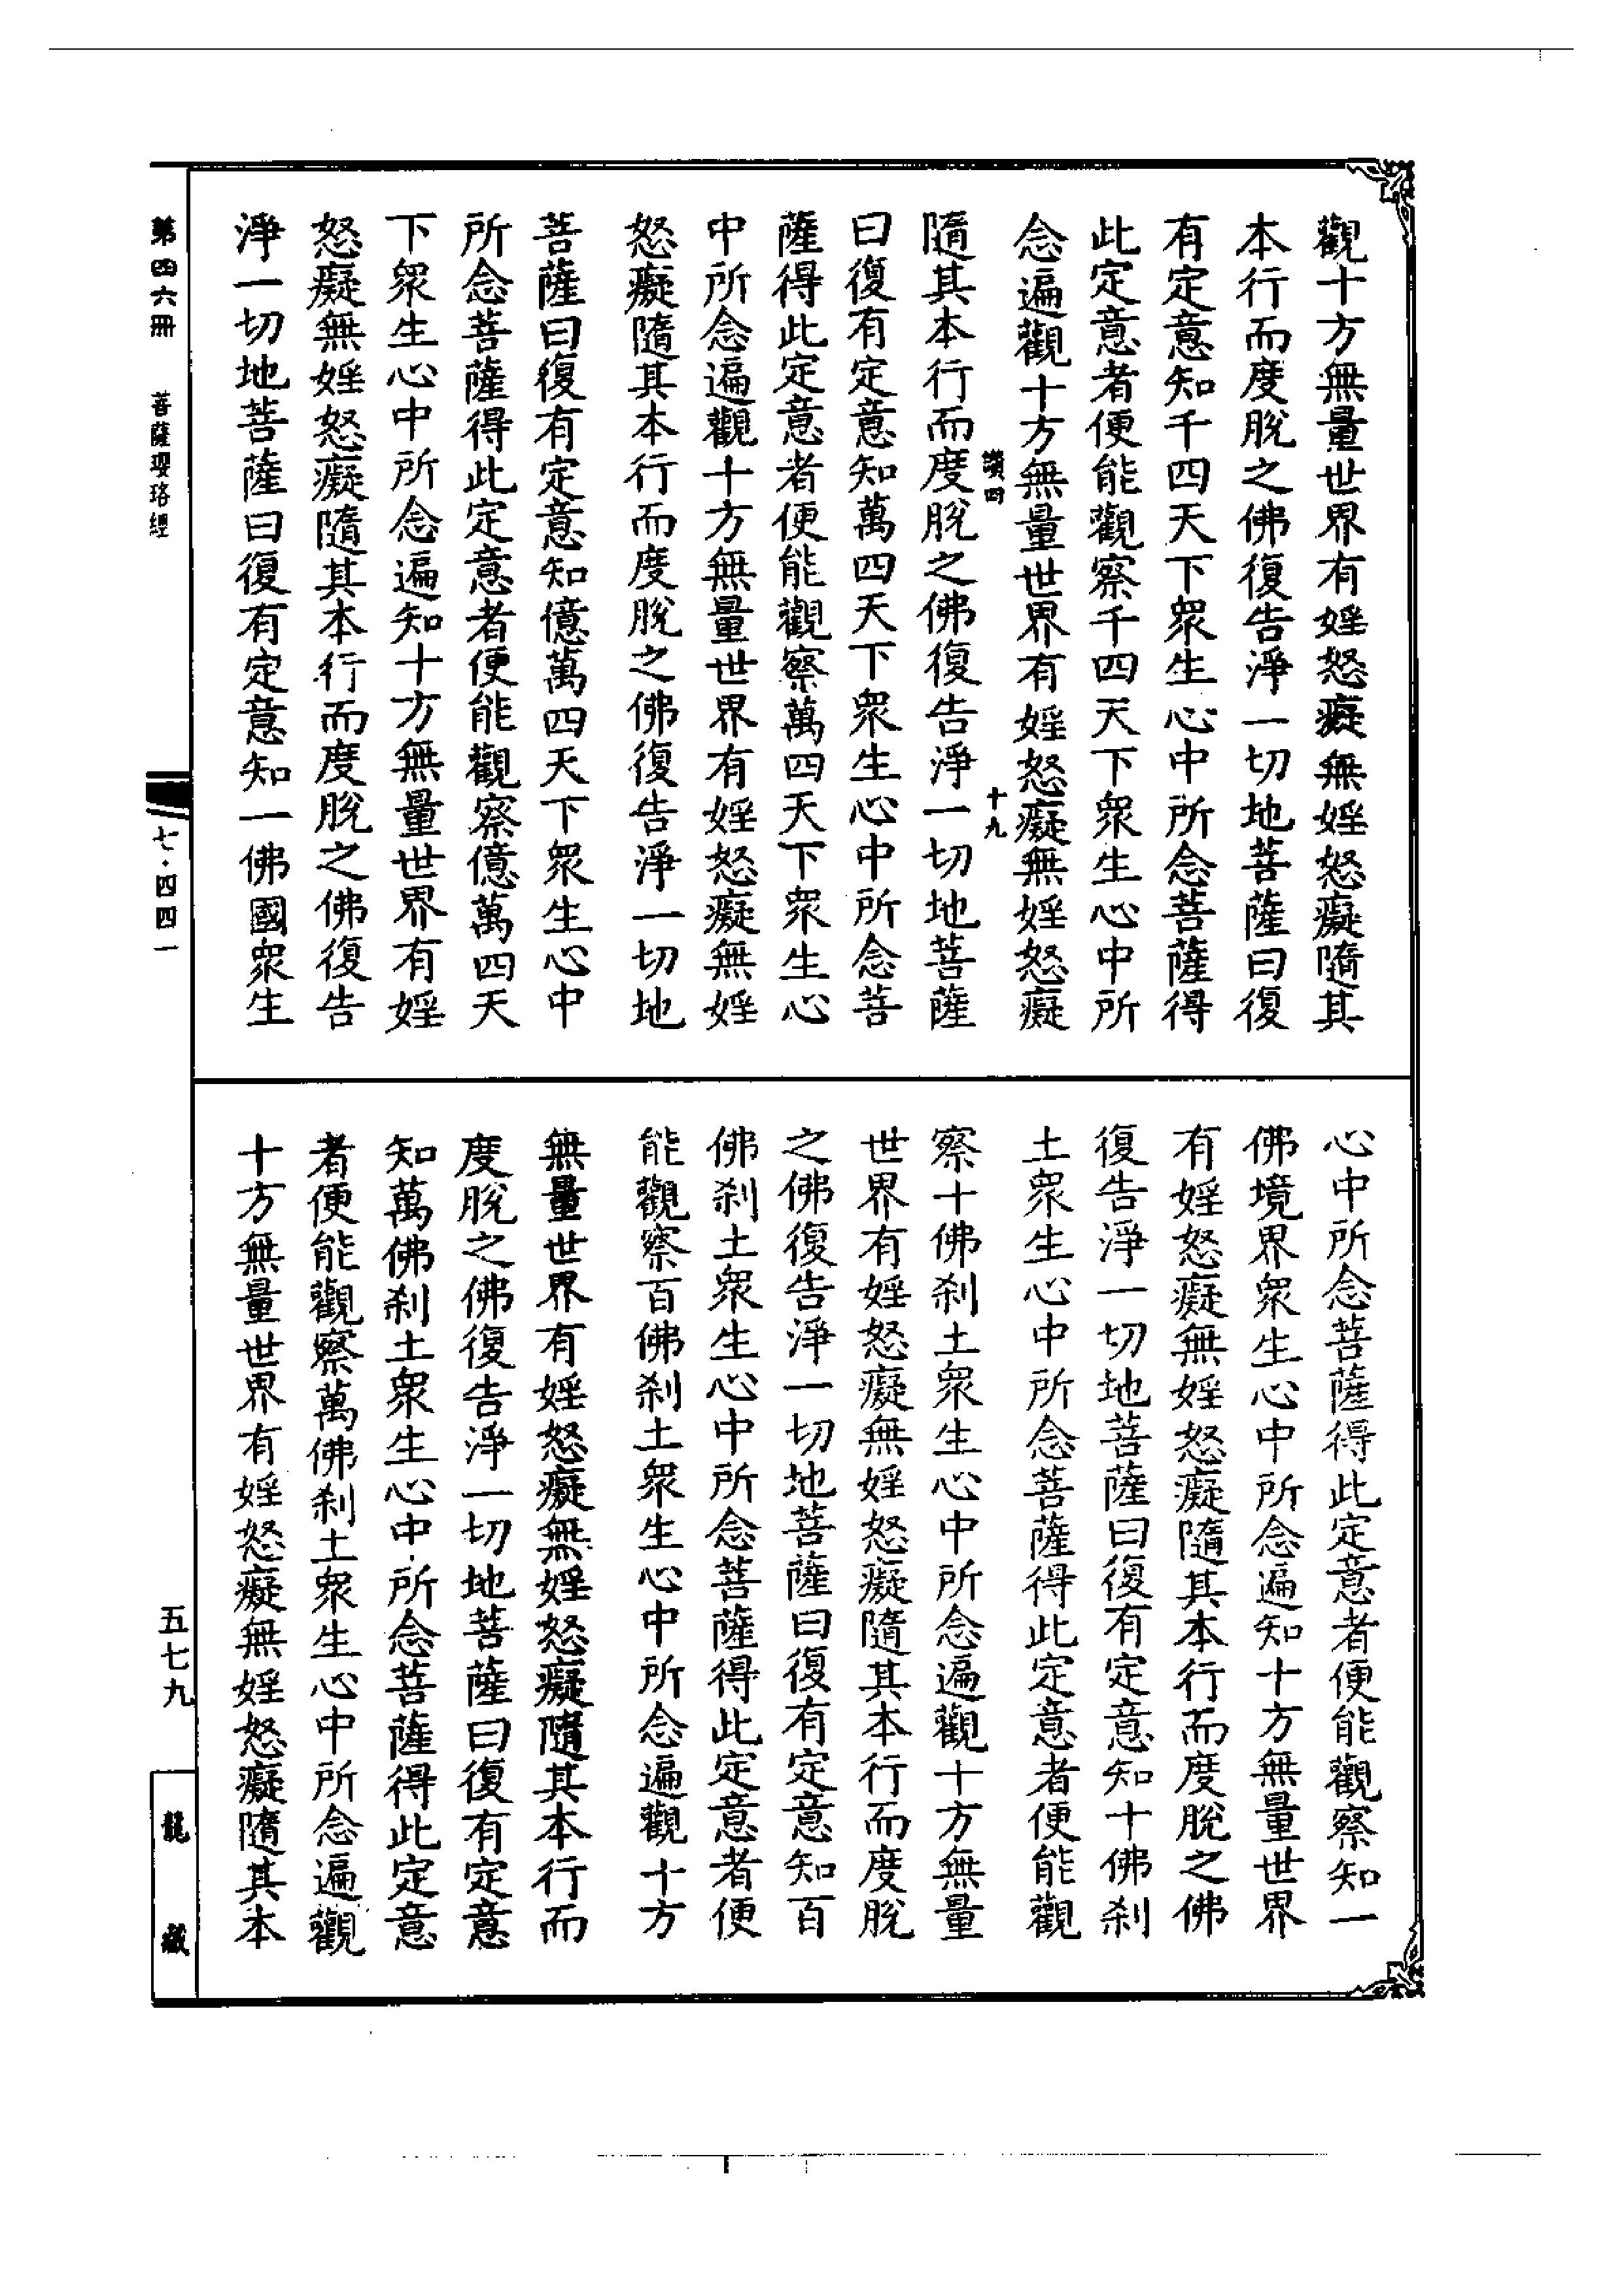 觀十方無量世界有婬怒癡無婬怒癡隨其
本行而度脫之佛復告淨一切地菩薩曰復
有定意知千四天下眾生心中所念菩薩得
此定意者便能觀察千四天下眾生心中所
念遍觀十方無量世界有婬怒癡無婬怒癡
十九
隨其本行而度脫之佛復告淨一切地菩薩
曰復有定意知萬四天下眾生心中所念菩
薩得此定意者便能觀察萬四天下眾生心
中所念遍觀十方無量世界有婬怒癡無婬
怒癡隨其本行而度脫之佛復告淨一切地
菩薩曰復有定意知億萬四天下眾生心中
所念菩薩得此定意者便能觀察億萬四天
下眾生心中所念遍知十方無量世界有婬
怒癡無婬怒癡隨其本行而度脫之佛復告
淨一切地菩薩曰復有定意知一佛國眾生
心中所念菩薩得此定意者便能觀察知一
佛境界眾生心中所念遍知十方無量世界
有婬怒癡無婬怒癡隨其本行而度脫之佛
復告淨一切地菩薩曰復有定意知十佛剎
土眾生心中所念菩薩得此定意者便能觀
察十佛剎土眾生心中所念遍觀十方無量
世界有婬怒癡無婬怒癡隨其本行而度脫
之佛復告淨一切地菩薩曰復有定意知百
佛剎土眾生心中所念菩薩得此定意者便
能觀察百佛剎土眾生心中所念遍觀十方
無量世界有婬怒癡無婬怒癡隨其本行而
度脫之佛復告淨一切地菩薩曰復有定意
知萬佛剎土眾生心中所念菩薩得此定意
者便能觀察萬佛剎土眾生心中所念遍觀
十方無量世界有婬怒癡無婬怒癡隨其本
第四六冊 菩薩瓔珞經
七·四四一
五七九
龍藏